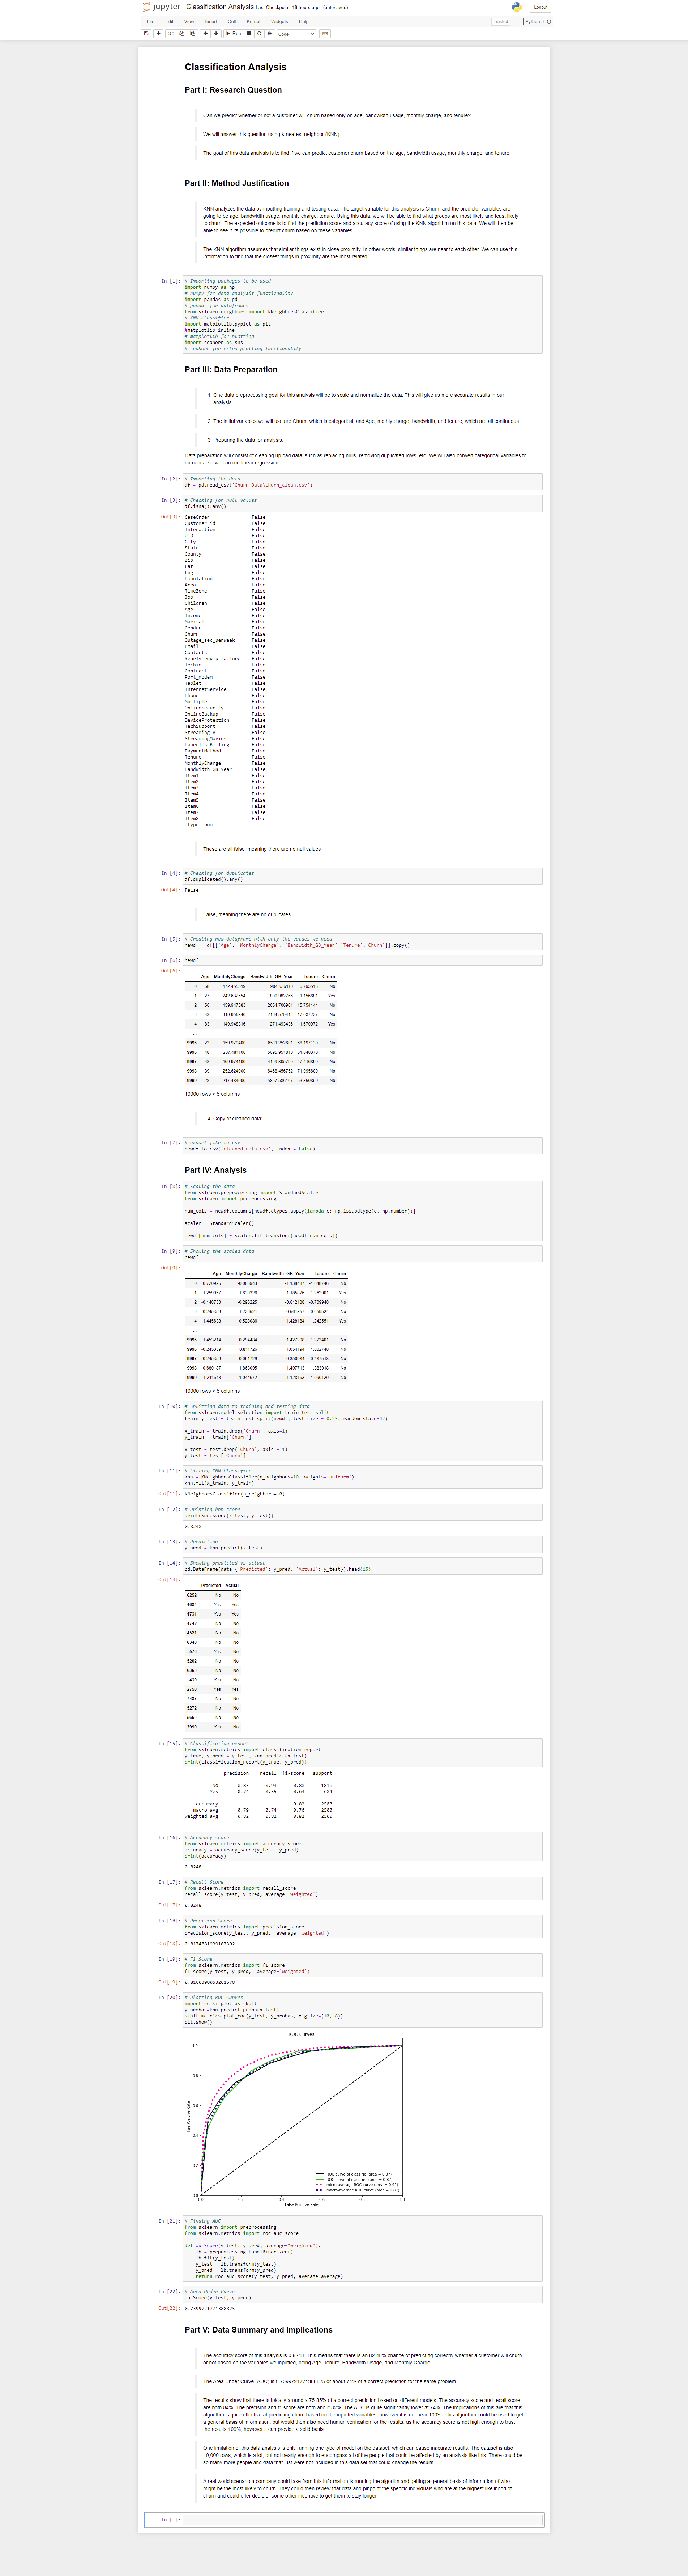 jupyter Classification Analysis Last Checkpoint: 18 hours ago (autosaved)
Logout
File Edit View Insert Cell Kernel Widgets Help
Trusted Python 3
Run Code
Classification Analysis
Part I: Research Question
Can we predict whether or not a customer will churn based only on age, bandwidth usage, monthly charge, and tenure?
We will answer this question using k-nearest neighbor (KNN).
The goal of this data analysis is to find if we can predict customer churn based on the age, bandwidth usage, monthly charge, and tenure.
Part II: Method Justification
KNN analyzes the data by inputting training and testing data. The target variable for this analysis is Churn, and the predictor variables are
going to be age, bandwidth usage, monthly charge, tenure. Using this data, we will be able to find what groups are most likely and least likely
to churn. The expected outcome is to find the prediction score and accuracy score of using the KNN algorithm on this data. We will then be
able to see if its possible to predict churn based on these variables.
The KNN algorithm assumes that similar things exist in close proximity. In other words, similar things are near to each other. We can use this
information to find that the closest things in proximity are the most related.
In [1]: # Importing packages to be used
import numpy as np
# numpy for data analysis functionality
import pandas as pd
# pandas for dataframes
from sklearn.neighbors import KNeighborsClassifier
# KNN classifier
import matplotlib.pyplot as plt
%matplotlib inline
# matplotlib for plotting
import seaborn as sns
# seaborn for extra plotting functionality
Part III: Data Preparation
1. One data preprocessing goal for this analysis will be to scale and normalize the data. This will give us more accurate results in our
analysis.
2. The initial variables we will use are Churn, which is categorical, and Age, mothly charge, bandwidth, and tenure, which are all continuous
3. Preparing the data for analysis.
Data preparation will consist of cleaning up bad data, such as replacing nulls, removing duplicated rows, etc. We will also convert categorical variables to
numerical so we can run linear regression.
In [2]: # Importing the data
df = pd.read_csv('Churn Data\churn_clean.csv')
In [3]: # Checking for null values
df.isna().any()
Out[3]: CaseOrder False
Customer_id False
Interaction False
UID False
City False
State False
County False
Zip False
Lat False
Lng False
Population False
Area False
TimeZone False
Job False
Children False
Age False
Income False
Marital False
Gender False
Churn False
Outage_sec_perweek False
Email False
Contacts False
Yearly_equip_failure False
Techie False
Contract False
Port_modem False
Tablet False
InternetService False
Phone False
Multiple False
OnlineSecurity False
OnlineBackup False
DeviceProtection False
TechSupport False
StreamingTV False
StreamingMovies False
PaperlessBilling False
PaymentMethod False
Tenure False
MonthlyCharge False
Bandwidth_GB_Year False
Item1 False
Item2 False
Item3 False
Item4 False
Item5 False
Item6 False
Item7 False
Item8 False
dtype: bool
These are all false, meaning there are no null values
In [4]: # Checking for duplicates
df.duplicated().any()
Out[4]: False
False, meaning there are no duplicates
In [5]: # Creating new dataframe with only the values we need
newdf = df[['Age', 'MonthlyCharge', 'Bandwidth_GB_Year','Tenure','Churn']].copy()
In [6]: newdf
Out[6]:
Age MonthlyCharge Bandwidth_GB_Year Tenure Churn
0 68 172.455519 904.536110 6.795513 No
1 27 242.632554 800.982766 1.156681 Yes
2 50 159.947583 2054.706961 15.754144 No
3 48 119.956840 2164.579412 17.087227 No
4 83 149.948316 271.493436 1.670972 Yes
... ... ... ... ... ...
9995 23 159.979400 6511.252601 68.197130 No
9996 48 207.481100 5695.951810 61.040370 No
9997 48 169.974100 4159.305799 47.416890 No
9998 39 252.624000 6468.456752 71.095600 No
9999 28 217.484000 5857.586167 63.350860 No
10000 rows × 5 columns
4. Copy of cleaned data:
In [7]: # export file to csv
newdf.to_csv('cleaned_data.csv', index = False)
Part IV: Analysis
In [8]: # Scaling the data
from sklearn.preprocessing import StandardScaler
from sklearn import preprocessing
num_cols = newdf.columns[newdf.dtypes.apply(lambda c: np.issubdtype(c, np.number))]
scaler = StandardScaler()
newdf[num_cols] = scaler.fit_transform(newdf[num_cols])
In [9]: # Showing the scaled data
newdf
Out[9]:
Age MonthlyCharge Bandwidth_GB_Year Tenure Churn
0 0.720925 -0.003943 -1.138487 -1.048746 No
1 -1.259957 1.630326 -1.185876 -1.262001 Yes
2 -0.148730 -0.295225 -0.612138 -0.709940 No
3 -0.245359 -1.226521 -0.561857 -0.659524 No
4 1.445638 -0.528086 -1.428184 -1.242551 Yes
... ... ... ... ... ...
9995 -1.453214 -0.294484 1.427298 1.273401 No
9996 -0.245359 0.811726 1.054194 1.002740 No
9997 -0.245359 -0.061729 0.350984 0.487513 No
9998 -0.680187 1.863005 1.407713 1.383018 No
9999 -1.211643 1.044672 1.128163 1.090120 No
10000 rows × 5 columns
In [10]: # Splitting data to training and testing data
from sklearn.model_selection import train_test_split
train , test = train_test_split(newdf, test_size = 0.25, random_state=42)
x_train = train.drop('Churn', axis=1)
y_train = train['Churn']
x_test = test.drop('Churn', axis = 1)
y_test = test['Churn']
In [11]: # Fitting KNN Classifier
knn = KNeighborsClassifier(n_neighbors=10, weights='uniform')
knn.fit(x_train, y_train)
Out[11]: KNeighborsClassifier(n_neighbors=10)
In [12]: # Printing knn score
print(knn.score(x_test, y_test))
0.8248
In [13]: # Predicting
y_pred = knn.predict(x_test)
In [14]: # Showing predicted vs actual
pd.DataFrame(data={'Predicted': y_pred, 'Actual': y_test}).head(15)
Out[14]:
Predicted Actual
6252 No No
4684 Yes Yes
1731 Yes Yes
4742 No No
4521 No No
6340 No No
576 Yes No
5202 No No
6363 No No
439 Yes No
2750 Yes Yes
7487 No No
5272 No No
5653 No No
3999 Yes No
In [15]: # Classification report
from sklearn.metrics import classification_report
y_true, y_pred = y_test, knn.predict(x_test)
print(classification_report(y_true, y_pred))
precision recall f1-score support
No 0.85 0.93 0.88 1816
Yes 0.74 0.55 0.63 684
accuracy 0.82 2500
macro avg 0.79 0.74 0.76 2500
weighted avg 0.82 0.82 0.82 2500
In [16]: # Accuracy score
from sklearn.metrics import accuracy_score
accuracy = accuracy_score(y_test, y_pred)
print(accuracy)
0.8248
In [17]: # Recall Score
from sklearn.metrics import recall_score
recall_score(y_test, y_pred, average='weighted')
Out[17]: 0.8248
In [18]: # Precision Score
from sklearn.metrics import precision_score
precision_score(y_test, y_pred, average='weighted')
Out[18]: 0.8174881939107302
In [19]: # F1 Score
from sklearn.metrics import f1_score
f1_score(y_test, y_pred, average='weighted')
Out[19]: 0.8160390053261578
In [20]: # Plotting ROC Curves
import scikitplot as skplt
y_probas=knn.predict_proba(x_test)
skplt.metrics.plot_roc(y_test, y_probas, figsize=(10, 8))
plt.show()
ROC Curves
True Positive Rate
1.0
0.8
0.6
0.4
0.2
0.0
ROC curve of class No (area = 0.87)
ROC curve of class Yes (area = 0.87)
micro-average ROC curve (area = 0.91)
macro-average ROC curve (area = 0.87)
0.0 0.2 0.4 0.6 0.8 1.0
False Positive Rate
In [21]: # Finding AUC
from sklearn import preprocessing
from sklearn.metrics import roc_auc_score
def aucScore(y_test, y_pred, average="weighted"):
lb = preprocessing.LabelBinarizer()
lb.fit(y_test)
y_test = lb.transform(y_test)
y_pred = lb.transform(y_pred)
return roc_auc_score(y_test, y_pred, average=average)
In [22]: # Area Under Curve
aucScore(y_test, y_pred)
Out[22]: 0.7399721771388825
Part V: Data Summary and Implications
The accuracy score of this analysis is 0.8248. This means that there is an 82.48% chance of predicting correctly whether a customer will churn
or not based on the variables we inputted, being Age, Tenure, Bandwidth Usage, and Monthly Charge.
The Area Under Curve (AUC) is 0.7399721771388825 or about 74% of a correct prediction for the same problem.
The results show that there is tpically around a 75-85% of a correct prediction based on different models. The accuracy score and recall score
are both 84%. The precision and f1 score are both about 82%. The AUC is quite significantly lower at 74%. The implications of this are that this
algorithm is quite effective at predicting churn based on the inputted variables, however it is not near 100%. This algorithm could be used to get
a general basis of information, but would then also need human verification for the results, as the accuracy score is not high enough to trust
the results 100%, however it can provide a solid basis.
One limitation of this data analysis is only running one type of model on the dataset, which can cause inacurate results. The dataset is also
10,000 rows, which is a lot, but not nearly enough to encompass all of the people that could be affected by an analysis like this. There could be
so many more people and data that just were not included in this data set that could change the results.
A real world scenario a company could take from this information is running the algoritm and getting a general basis of information of who
might be the most likely to churn. They could then review that data and pinpoint the specific individuals who are at the highest likelihood of
churn and could offer deals or some other incentive to get them to stay longer.
In [ ]: